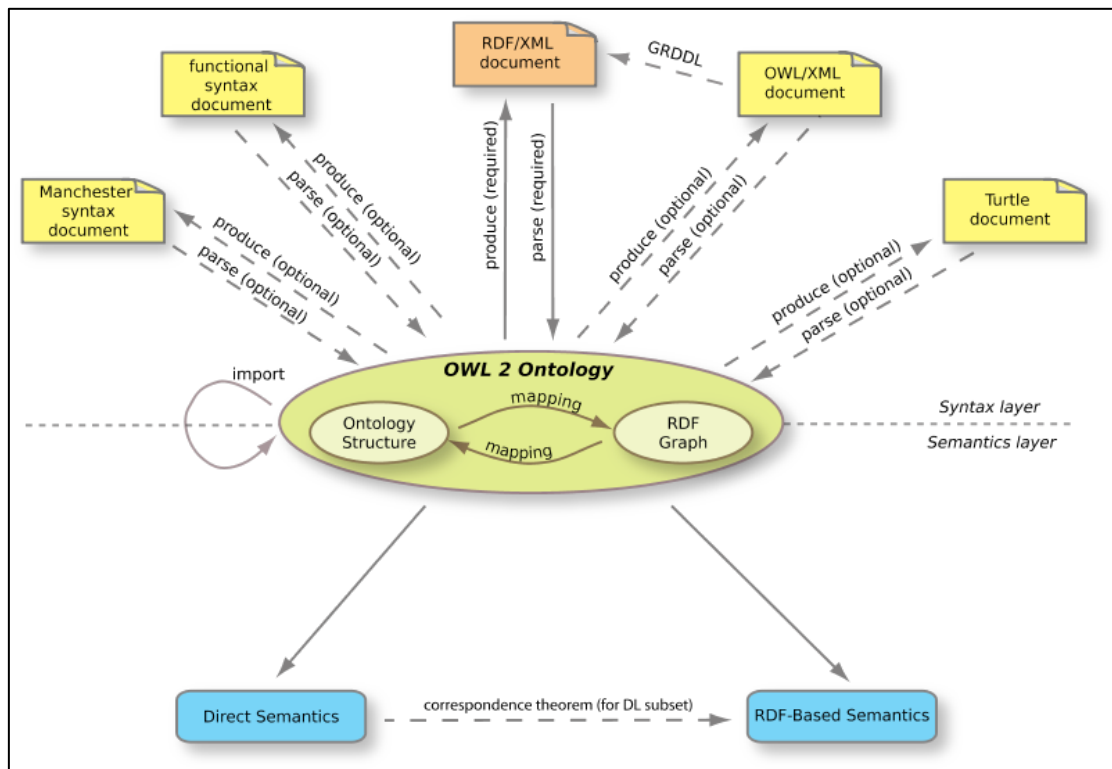 RDF/XML
document
GRDDL
functional
syntax
document
OWL/XML
document
Manchester
syntax
document
Turtle
document
produce (optional)
parse (optional)
produce (optional)
parse (optional)
produce (required)
parse (required)
produce (optional)
parse (optional)
produce (optional)
parse (optional)
import
OWL 2 Ontology
mapping
Ontology
Structure
RDF
Graph
mapping
Syntax layer
Semantics layer
Direct Semantics
correspondence theorem (for DL subset)
RDF-Based Semantics